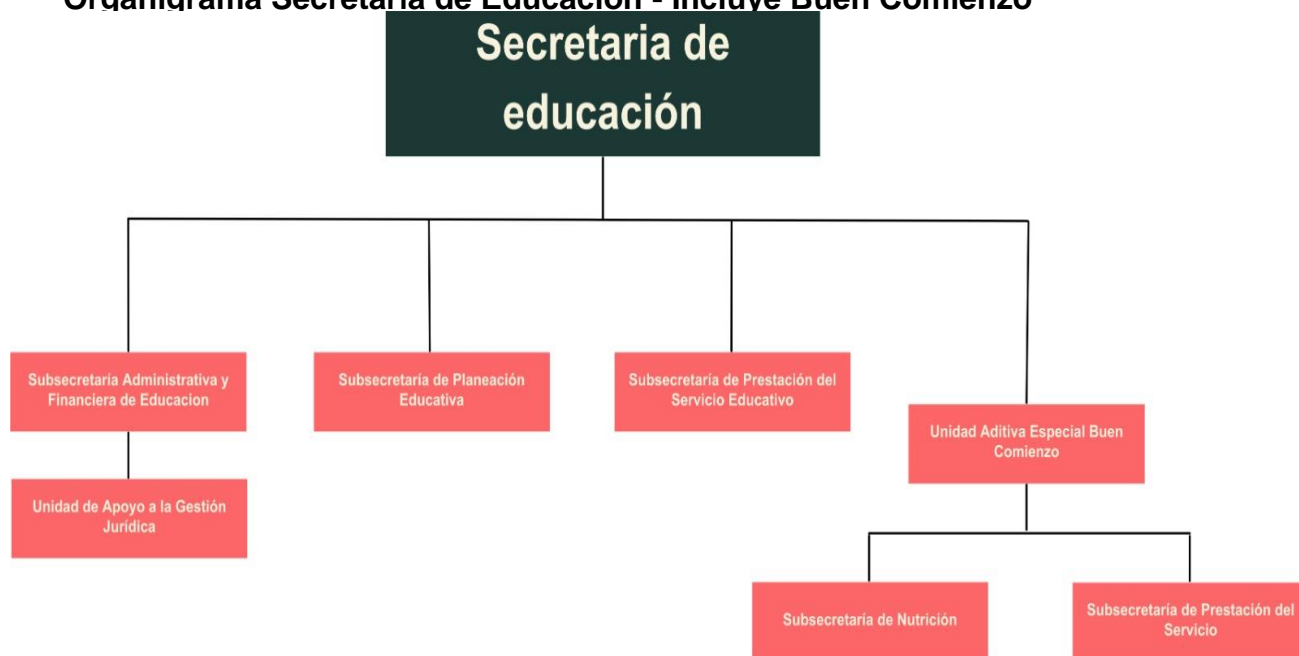 Organigrama Secretaría de Educación - Incluye Buen Comienzo
Secretaria de
educación
Subsecretaría Administrativa y
Financiera de Educacion
Subsecretaría de Planeación
Educativa
Subsecretaría de Prestación del
Servicio Educativo
Unidad Aditiva Especial Buen
Comienzo
Unidad de Apoyo a la Gestión
Jurídica
Subsecretaría de Nutrición
Subsecretaría de Prestación del
Servicio